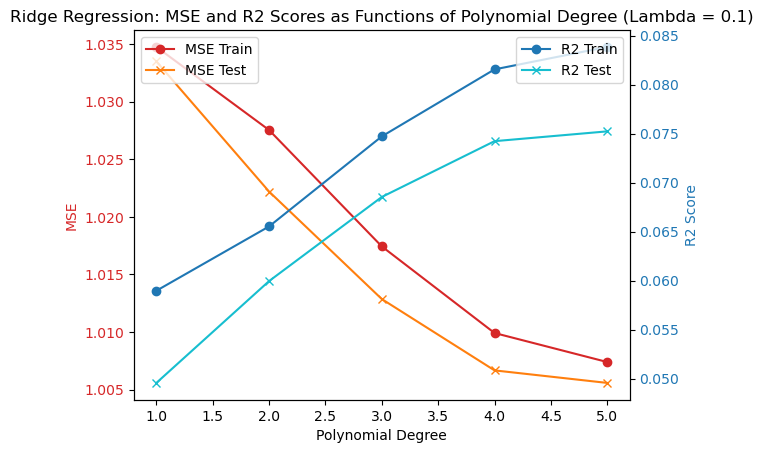 Ridge Regression: MSE and R2 Scores as Functions of Polynomial Degree (Lambda = 0.1)
MSE Train
MSE Test
R2 Train
R2 Test
1.035
1.030
1.025
1.020
1.015
1.010
1.005
MSE
0.085
0.080
0.075
0.070
0.065
0.060
0.055
0.050
R2 Score
1.0 1.5 2.0 2.5 3.0 3.5 4.0 4.5 5.0
Polynomial Degree